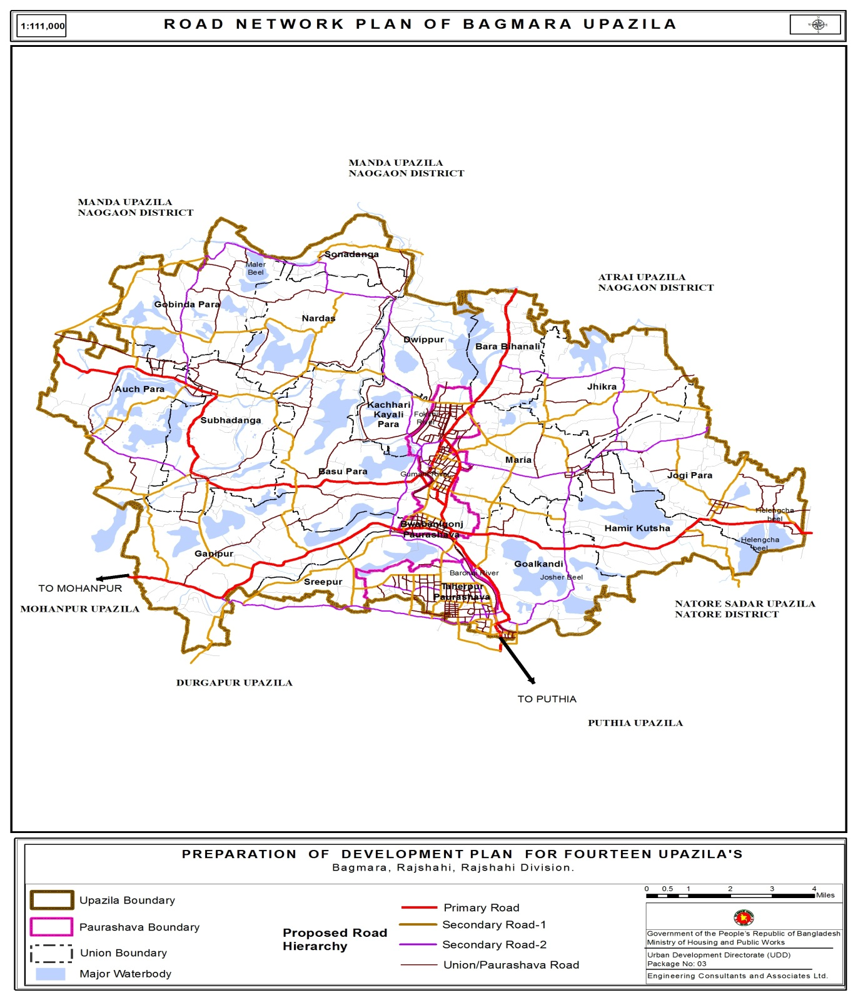 1:111,000
ROAD NETWORK PLAN OF BAGMARA UPAZILA
MANDA UPAZILA
NAOGAON DISTRICT
MANDA UPAZILA
NAOGAON DISTRICT
ATRAI UPAZILA
NAOGAON DISTRICT
Sonadanga
Maler
Beel
Gobinda Para
Nardas
Dwippur
Bara Bihanali
Auch Para
Jhikra
Kachhari
Kayali
Para
Subhadanga
River
Maria
Basu Para
Jogi Para
River
Helengcha
beel
Paurashava
Hamir Kutsha
Helengcha
beel
Ganipur
Goalkandi
Josher Beel
Sreepur
Baronai River
Taherpur
Paurashava
TO MOHANPUR
MOHANPUR UPAZILA
NATORE SADAR UPAZILA
NATORE DISTRICT
DURGAPUR UPAZILA
TO PUTHIA
PUTHIA UPAZILA
PREPARATION OF DEVELOPMENT PLAN FOR FOURTEEN UPAZILA'S
Bagmara, Rajshahi, Rajshahi Division.
Upazila Boundary
Paurashava Boundary
Union Boundary
Major Waterbody
Proposed Road
Hierarchy
Primary Road
Secondary Road-1
Secondary Road-2
Union/Paurashava Road
0 0.5 1 2 3 4
Miles
Government of the People's Republic of Bangladesh
Ministry of Housing and Public Works
Urban Development Directorate (UDD)
Package No: 03
Engineering Consultants and Associates Ltd.